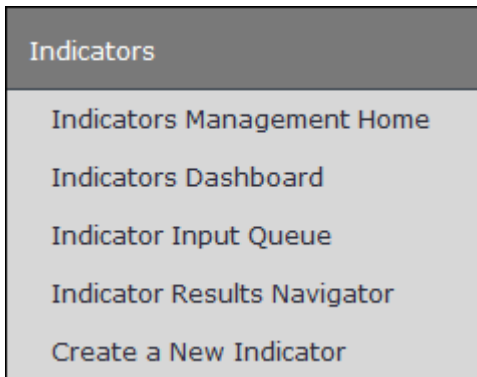 Indicators
Indicators Management Home
Indicators Dashboard
Indicator Input Queue
Indicator Results Navigator
Create a New Indicator